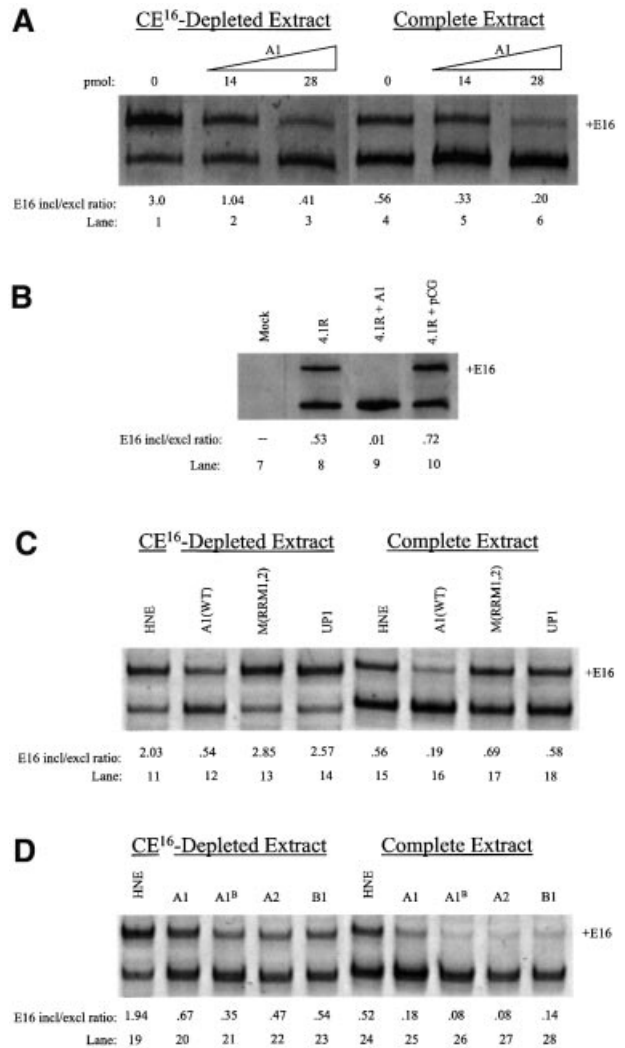 A
CE16-Depleted Extract Complete Extract
A1 A1
pmol: 0 14 28 0 14 28
+E16
E16 incl/excl ratio: 3.0 1.04 .41 .56 .33 .20
Lane: 1 2 3 4 5 6
B
Mock 4.1R 4.1R + A1 4.1R + pCG
+E16
E16 incl/excl ratio: -- .53 .01 .72
Lane: 7 8 9 10
C
CE16-Depleted Extract Complete Extract
HNE A1(WT) M(RRM1,2) UP1 HNE A1(WT) M(RRM1,2) UP1
+E16
E16 incl/excl ratio: 2.03 .54 2.85 2.57 .56 .19 .69 .58
Lane: 11 12 13 14 15 16 17 18
D
CE16-Depleted Extract Complete Extract
HNE A1 A1B A2 B1 HNE A1 A1B A2 B1
+E16
E16 incl/excl ratio: 1.94 .67 .35 .47 .54 .52 .18 .08 .08 .14
Lane: 19 20 21 22 23 24 25 26 27 28